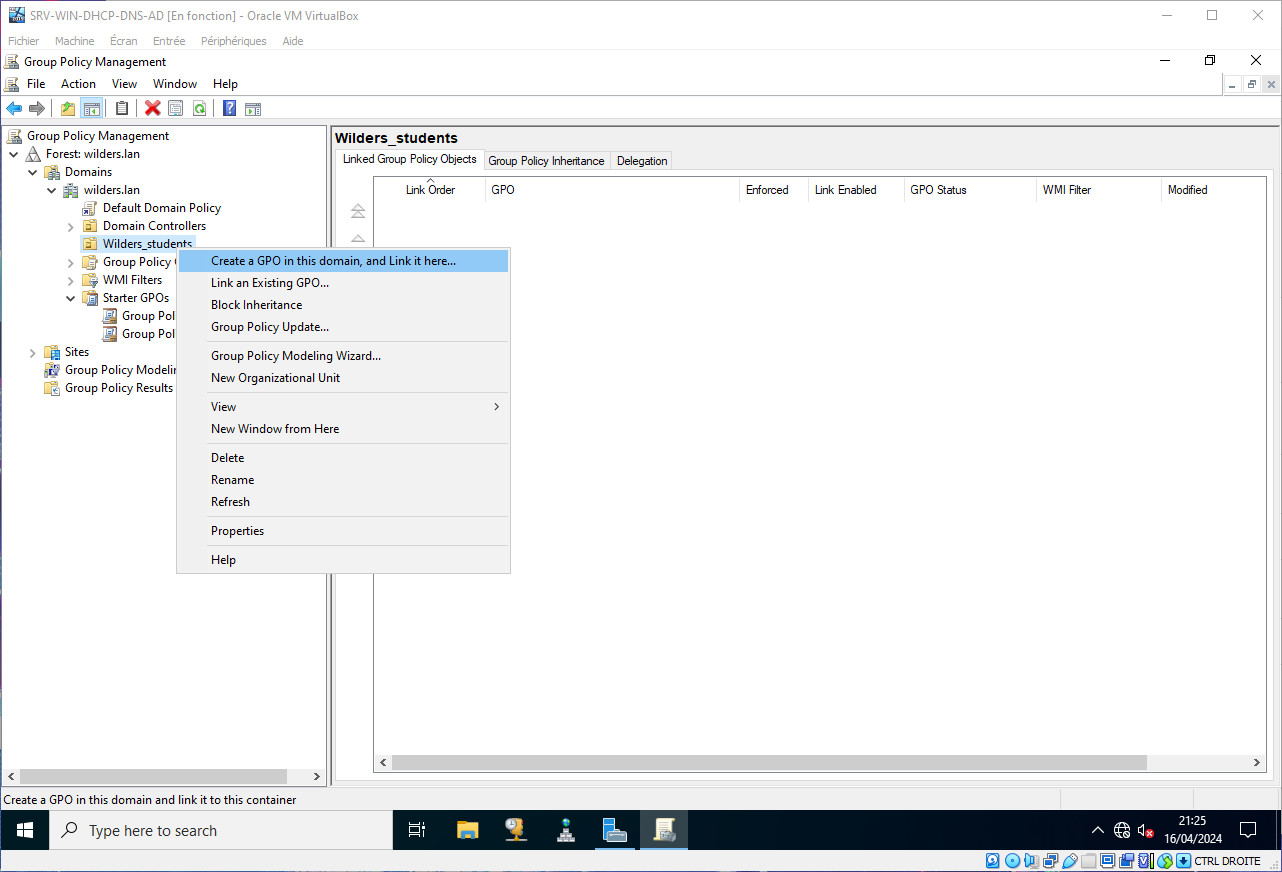 SRV-WIN-DHCP-DNS-AD [En fonction] - Oracle VM VirtualBox
Fichier Machine Écran Entrée Périphériques Aide
Group Policy Management
File Action View Window Help
Group Policy Management
Forest: wilders.lan
Domains
wilders.lan
Default Domain Policy
Domain Controllers
Wilders_students
Group Policy
WMI Filters
Starter GPOs
Group Pol
Group Pol
Sites
Group Policy Modelin
Group Policy Results
Create a GPO in this domain, and Link it here...
Link an Existing GPO...
Block Inheritance
Group Policy Update...
Group Policy Modeling Wizard...
New Organizational Unit
View
New Window from Here
Delete
Rename
Refresh
Properties
Help
Wilders_students
Linked Group Policy Objects Group Policy Inheritance Delegation
Link Order GPO Enforced Link Enabled GPO Status WMI Filter Modified
Create a GPO in this domain and link it to this container
Type here to search
21:25
16/04/2024
CTRL DROITE